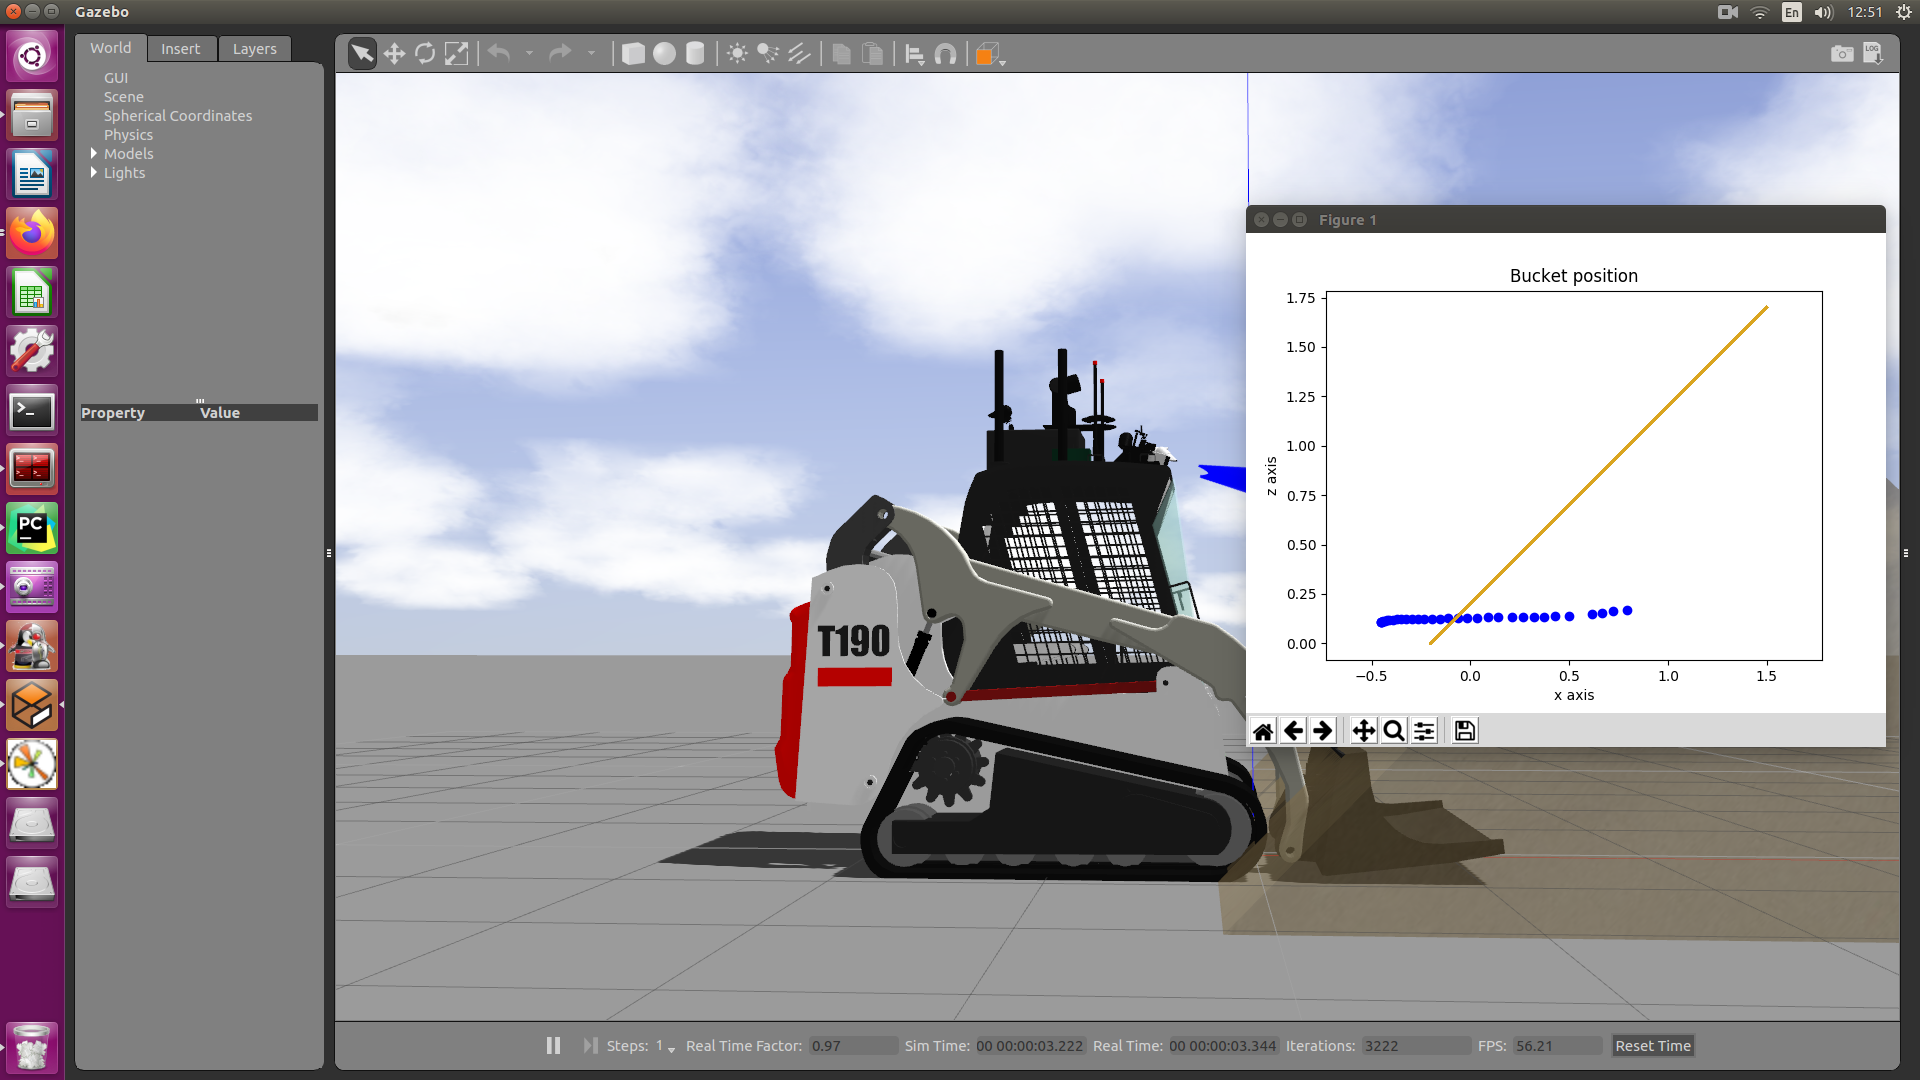 Gazebo
En
12:51
World
Insert
Layers
LOG
GUI
Scene
Spherical Coordinates
Physics
Models
Lights
Property
Value
PC
T190
Figure 1
Bucket position
1.75
1.50
1.25
1.00
0.75
0.50
0.25
0.00
z axis
−0.5
0.0
0.5
1.0
1.5
x axis
Steps: 1
Real Time Factor: 0.97
Sim Time: 00 00:00:03.222
Real Time: 00 00:00:03.344
Iterations: 3222
FPS: 56.21
Reset Time